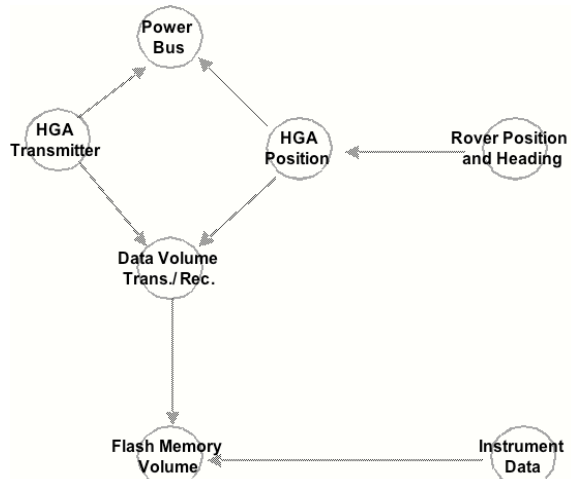 Power
Bus
HGA
Transmitter
HGA
Position
Rover Position
and Heading
Data Volume
Trans./ Rec.
Flash Memory
Volume
Instrument
Data